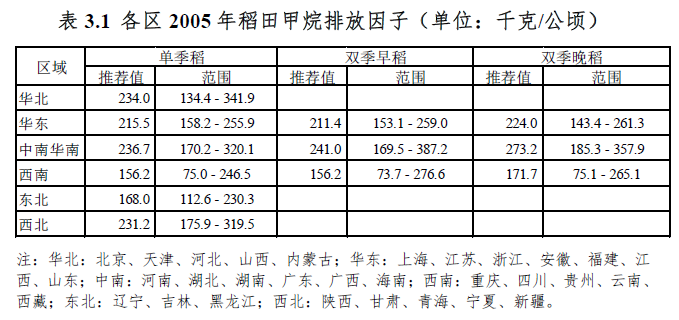 表 3.1 各区 2005 年稻田甲烷排放因子（单位：千克/公顷）
区域 单季稻 双季早稻 双季晚稻
推荐值 范围 推荐值 范围 推荐值 范围
华北 234.0 134.4 - 341.9
华东 215.5 158.2 - 255.9 211.4 153.1 - 259.0 224.0 143.4 - 261.3
中南华南 236.7 170.2 - 320.1 241.0 169.5 - 387.2 273.2 185.3 - 357.9
西南 156.2 75.0 - 246.5 156.2 73.7 - 276.6 171.7 75.1 - 265.1
东北 168.0 112.6 - 230.3
西北 231.2 175.9 - 319.5
注：华北：北京、天津、河北、山西、内蒙古；华东：上海、江苏、浙江、安徽、福建、江
西、山东；中南：河南、湖北、湖南、广东、广西、海南；西南：重庆、四川、贵州、云南、
西藏；东北：辽宁、吉林、黑龙江；西北：陕西、甘肃、青海、宁夏、新疆。